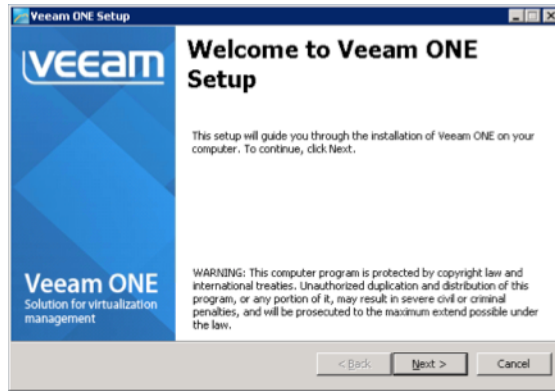 Veeam ONE Setup
veeam
Welcome to Veeam ONE
Setup
This setup will guide you through the installation of Veeam ONE on your
computer. To continue, click Next.
Veeam ONE
Solution for virtualization
management
WARNING: This computer program is protected by copyright law and
international treaties. Unauthorized duplication and distribution of this
program, or any portion of it, may result in severe civil or criminal
penalties, and will be prosecuted to the maximum extend possible under
the law.
< Back
Next >
Cancel